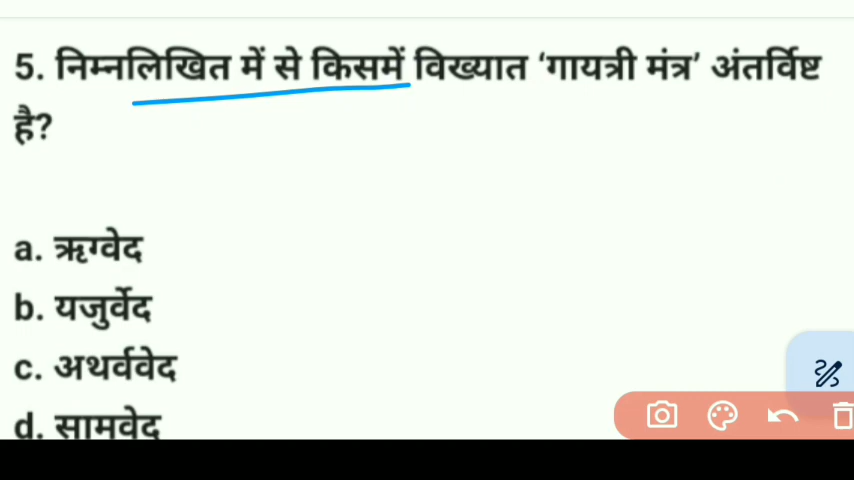 5. निम्नलिखित में से किसमें विख्यात ‘गायत्री मंत्र’ अंतर्विष्ट
है?
a. ऋग्वेद
b. यजुर्वेद
c. अथर्ववेद
d. सामवेद